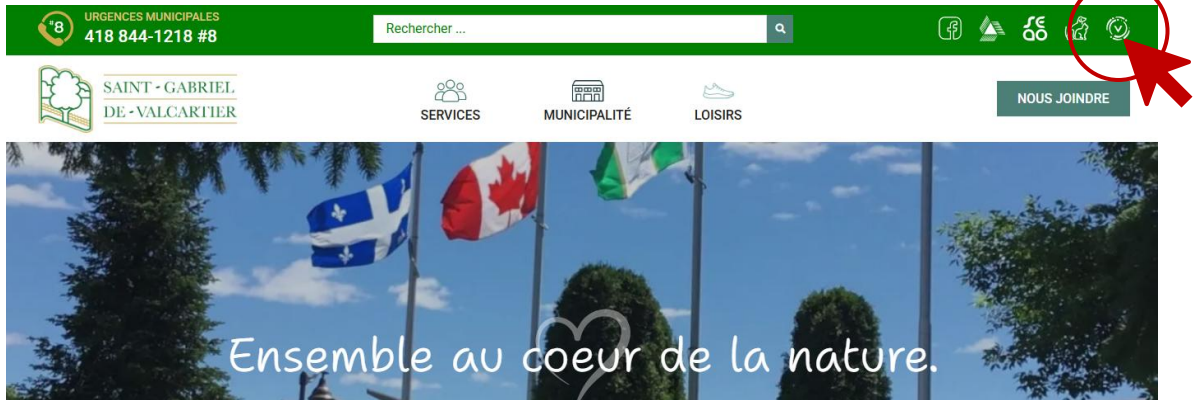 #8
URGENCES MUNICIPALES
418 844-1218 #8
Rechercher ...
SEAO
SAINT - GABRIEL
DE - VALCARTIER
SERVICES
MUNICIPALITÉ
LOISIRS
NOUS JOINDRE
Ensemble au coeur de la nature.